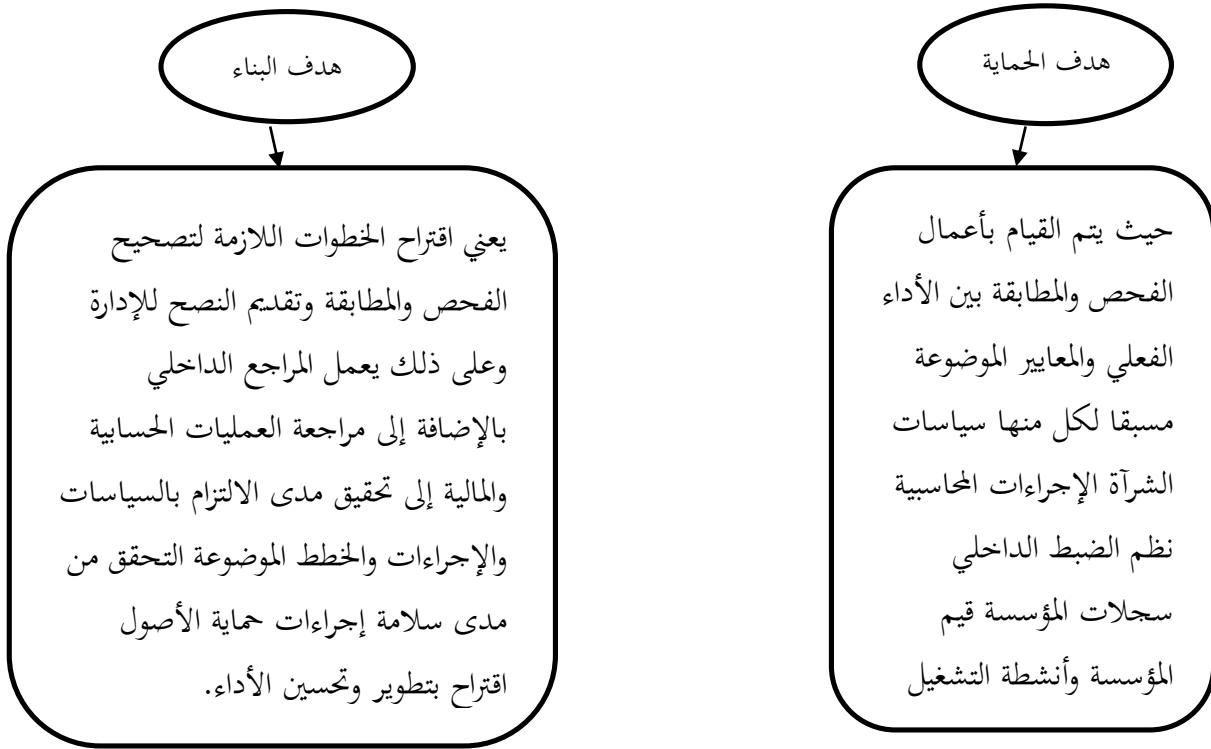 هدف الحماية
حيث يتم القيام بأعمال
الفحص والمطابقة بين الأداء
الفعلي والمعايير الموضوعة
مسبقا لكل منها سياسات
الشرآة الإجراءات المحاسبية
نظم الضبط الداخلي
سجلات المؤسسة قيم
المؤسسة وأنشطة التشغيل
هدف البناء
يعني اقتراح الخطوات اللازمة لتصحيح
الفحص والمطابقة وتقديم النصح للإدارة
وعلى ذلك يعمل المراجع الداخلي
بالإضافة إلى مراجعة العمليات الحسابية
والمالية إلى تحقيق مدى الالتزام بالسياسات
والإجراءات والخطط الموضوعة التحقق من
مدى سلامة إجراءات حماية الأصول
اقتراح بتطوير وتحسين الأداء.